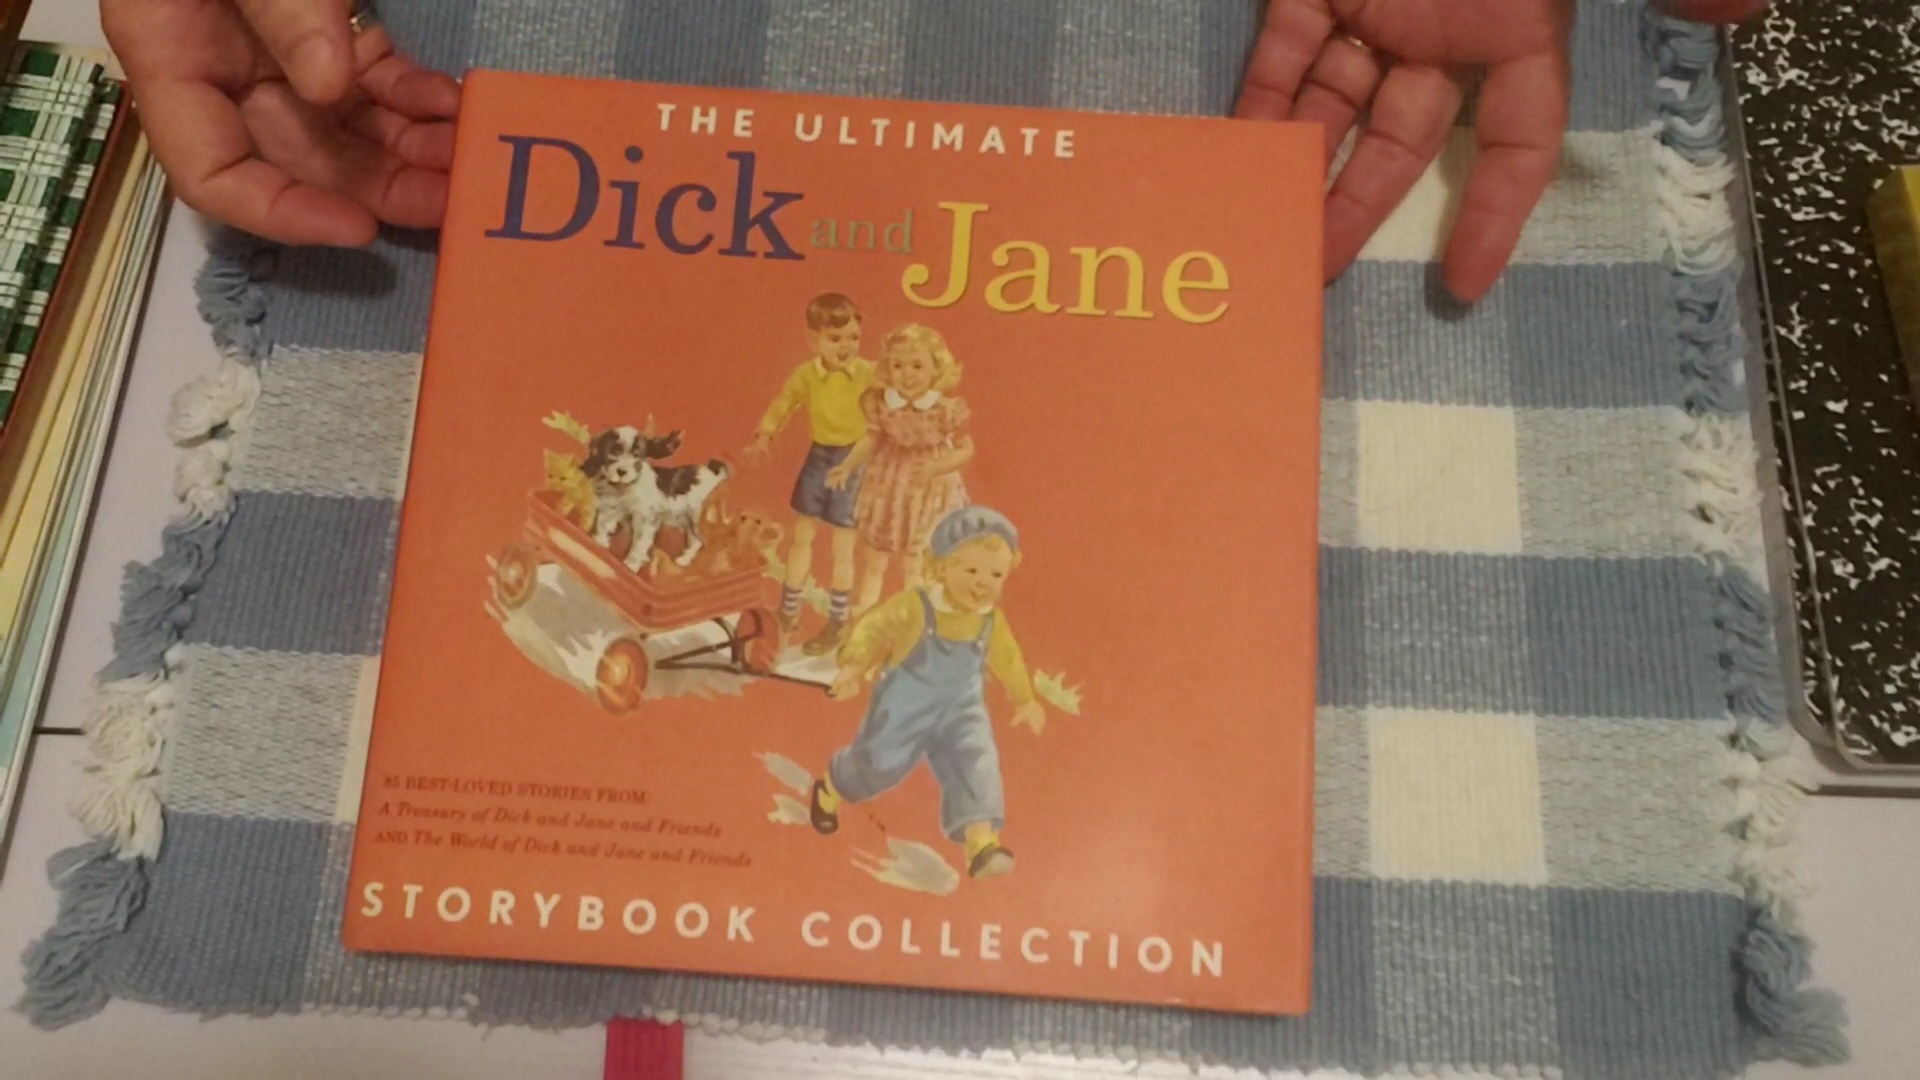 THE ULTIMATE
Dick and Jane
85 BEST-LOVED STORIES FROM:
A Treasury of Dick and Jane and Friends
AND The World of Dick and Jane and Friends
STORYBOOK COLLECTION